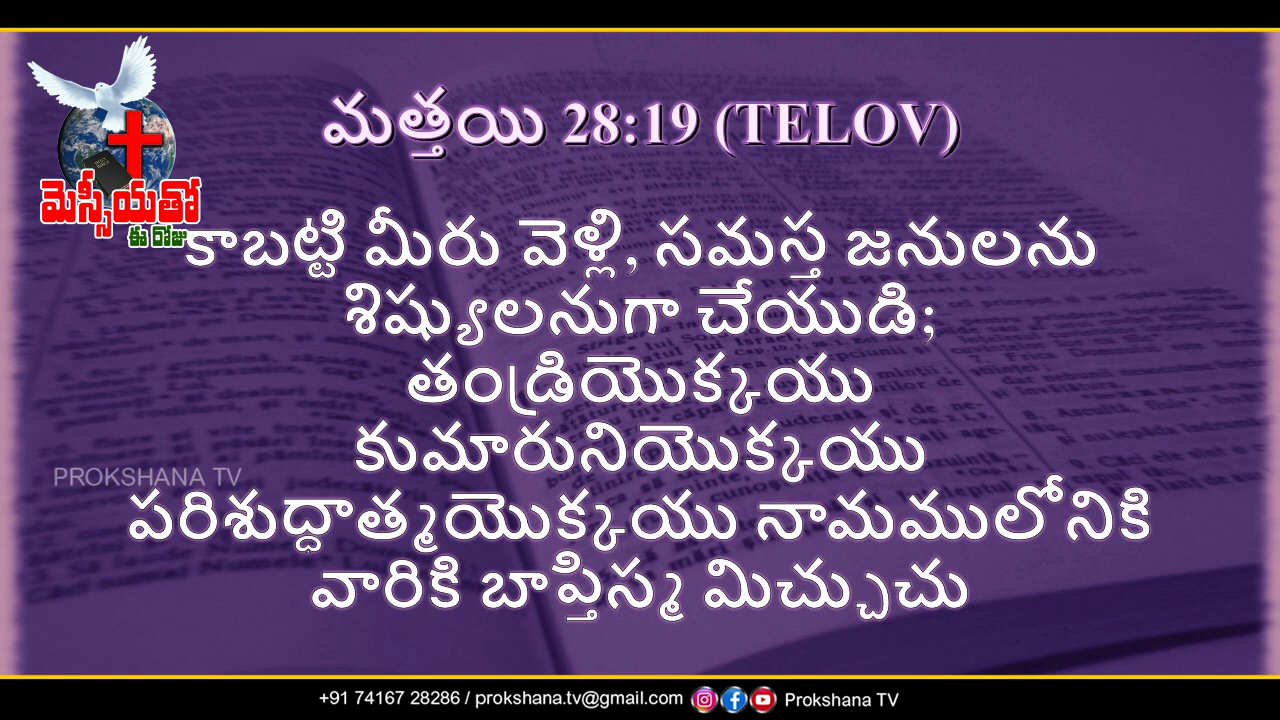 మత్తయి 28:19 (TELOV)
మెస్సీయతో
ఈ రోజు
కాబట్టి మీరు వెళ్లి, సమస్త జనులను
శిష్యులనుగా చేయుడి;
తండ్రియొక్కయు
కుమారునియొక్కయు
PROKSHANA TV
పరిశుద్ధాత్మయొక్కయు నామములోనికి
వారికి బాప్తిస్మ మిచ్చుచు
+91 74167 28286 / prokshana.tv@gmail.com Prokshana TV